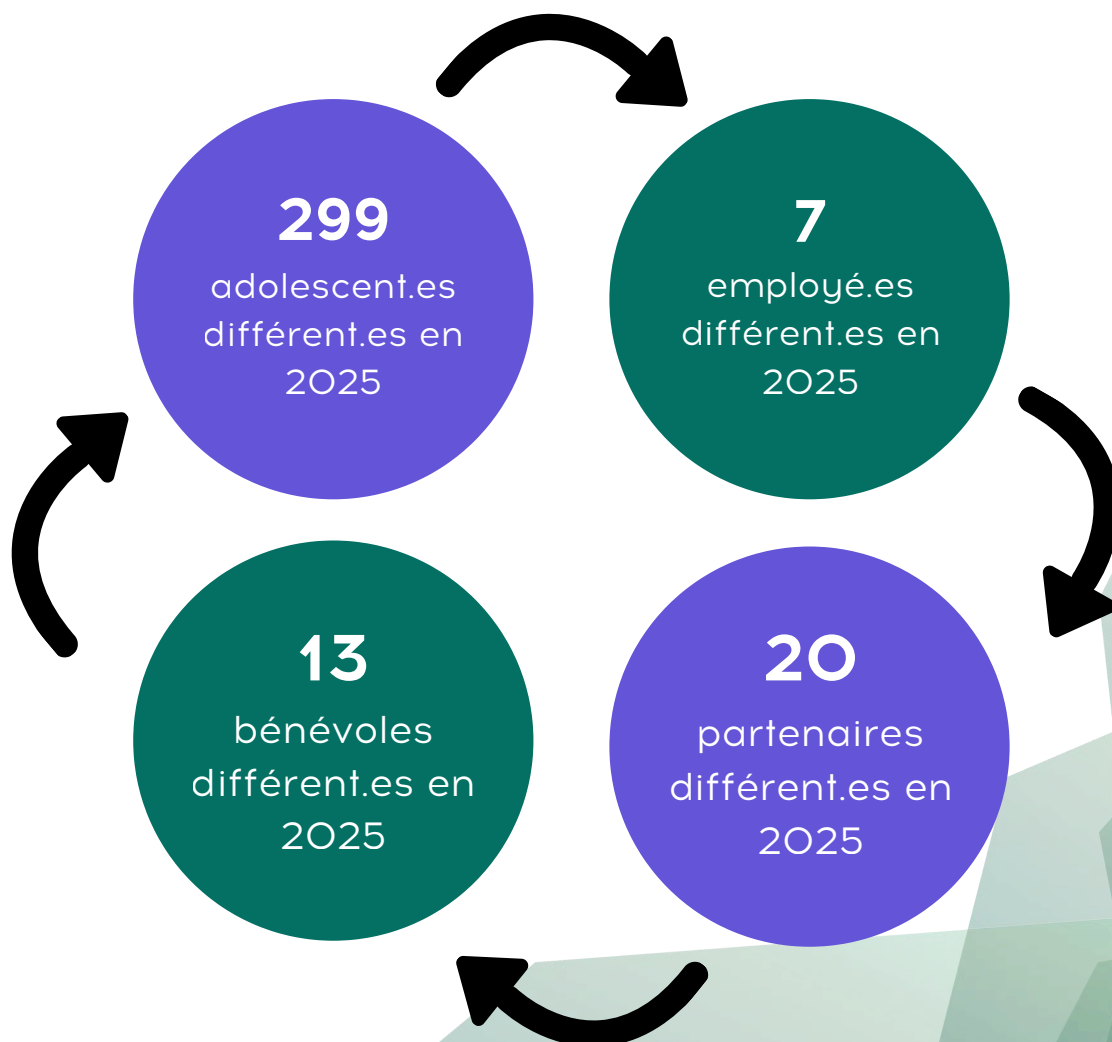 299
adolescent.es
différent.es en
2025
7
employé.es
différent.es en
2025
13
bénévoles
différent.es en
2025
20
partenaires
différent.es en
2025